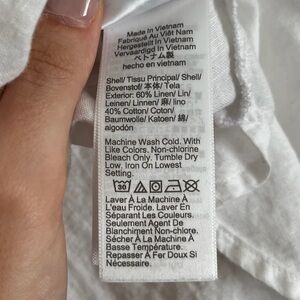 Made In Vietnam
Fabriqué Au Việt Nam
Hergestellt In Vietnam
Vervaardigd In Vietnam
ベトナム製
hecho en vietnam
Shell/ Tissu Principal/ Shell/
Bovenstof/ 本体/ Tela
Exterior: 60% Linen/ Lin/
Leinen/ Linnen/ 麻/ lino
40% Cotton/ Coton/
Baumwolle/ Katoen/ 綿/
algodón
Machine Wash Cold. With
Like Colors. Non-chlorine
Bleach Only. Tumble Dry
Low. Iron On Lowest
Setting.
30
Laver À La Machine À
L'eau Froide. Laver En
Séparant Les Couleurs.
Seulement Agent De
Blanchiment Non-chlore.
Sécher À La Machine À
Basse Température.
Repasser À Fer Doux Si
Nécessaire.